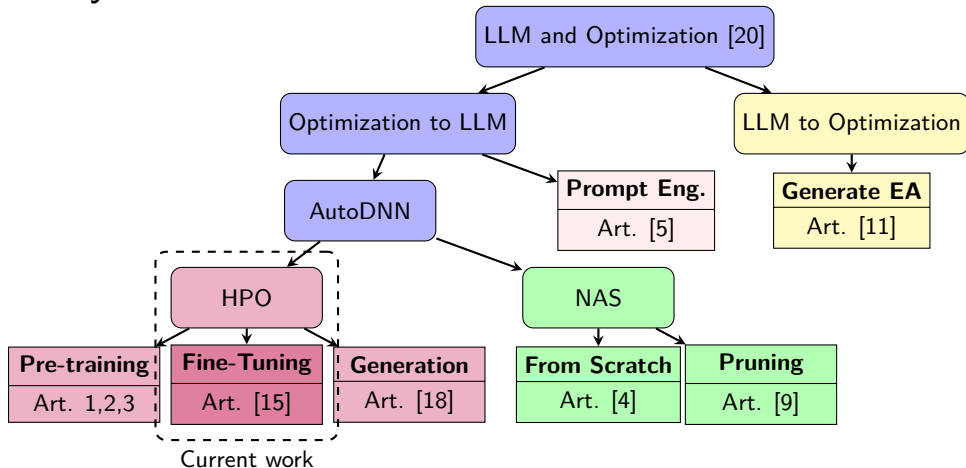 LLM and Optimization [20]
Optimization to LLM
LLM to Optimization
Prompt Eng.
Art. [5]
Generate EA
Art. [11]
AutoDNN
HPO
NAS
Pre-training
Art. 1,2,3
Fine-Tuning
Art. [15]
Generation
Art. [18]
From Scratch
Art. [4]
Pruning
Art. [9]
Current work